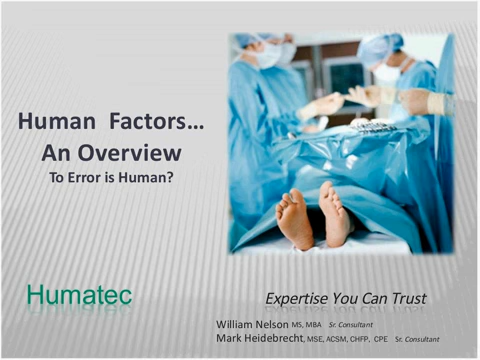 Human Factors…
An Overview
To Error is Human?
Humatec
Expertise You Can Trust
William Nelson MS, MBA Sr. Consultant
Mark Heidebrecht, MSE, ACSM, CHFP, CPE Sr. Consultant